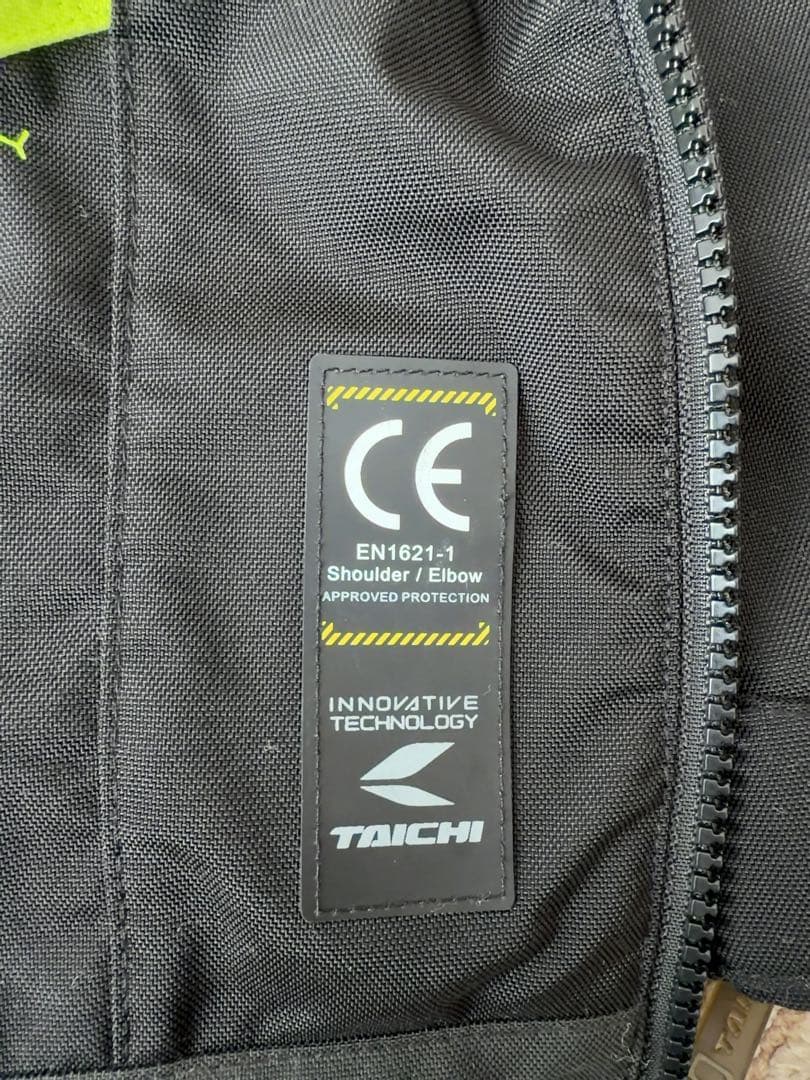 CE
EN1621-1
Shoulder / Elbow
APPROVED PROTECTION
INNOVATIVE
TECHNOLOGY
TAICHI